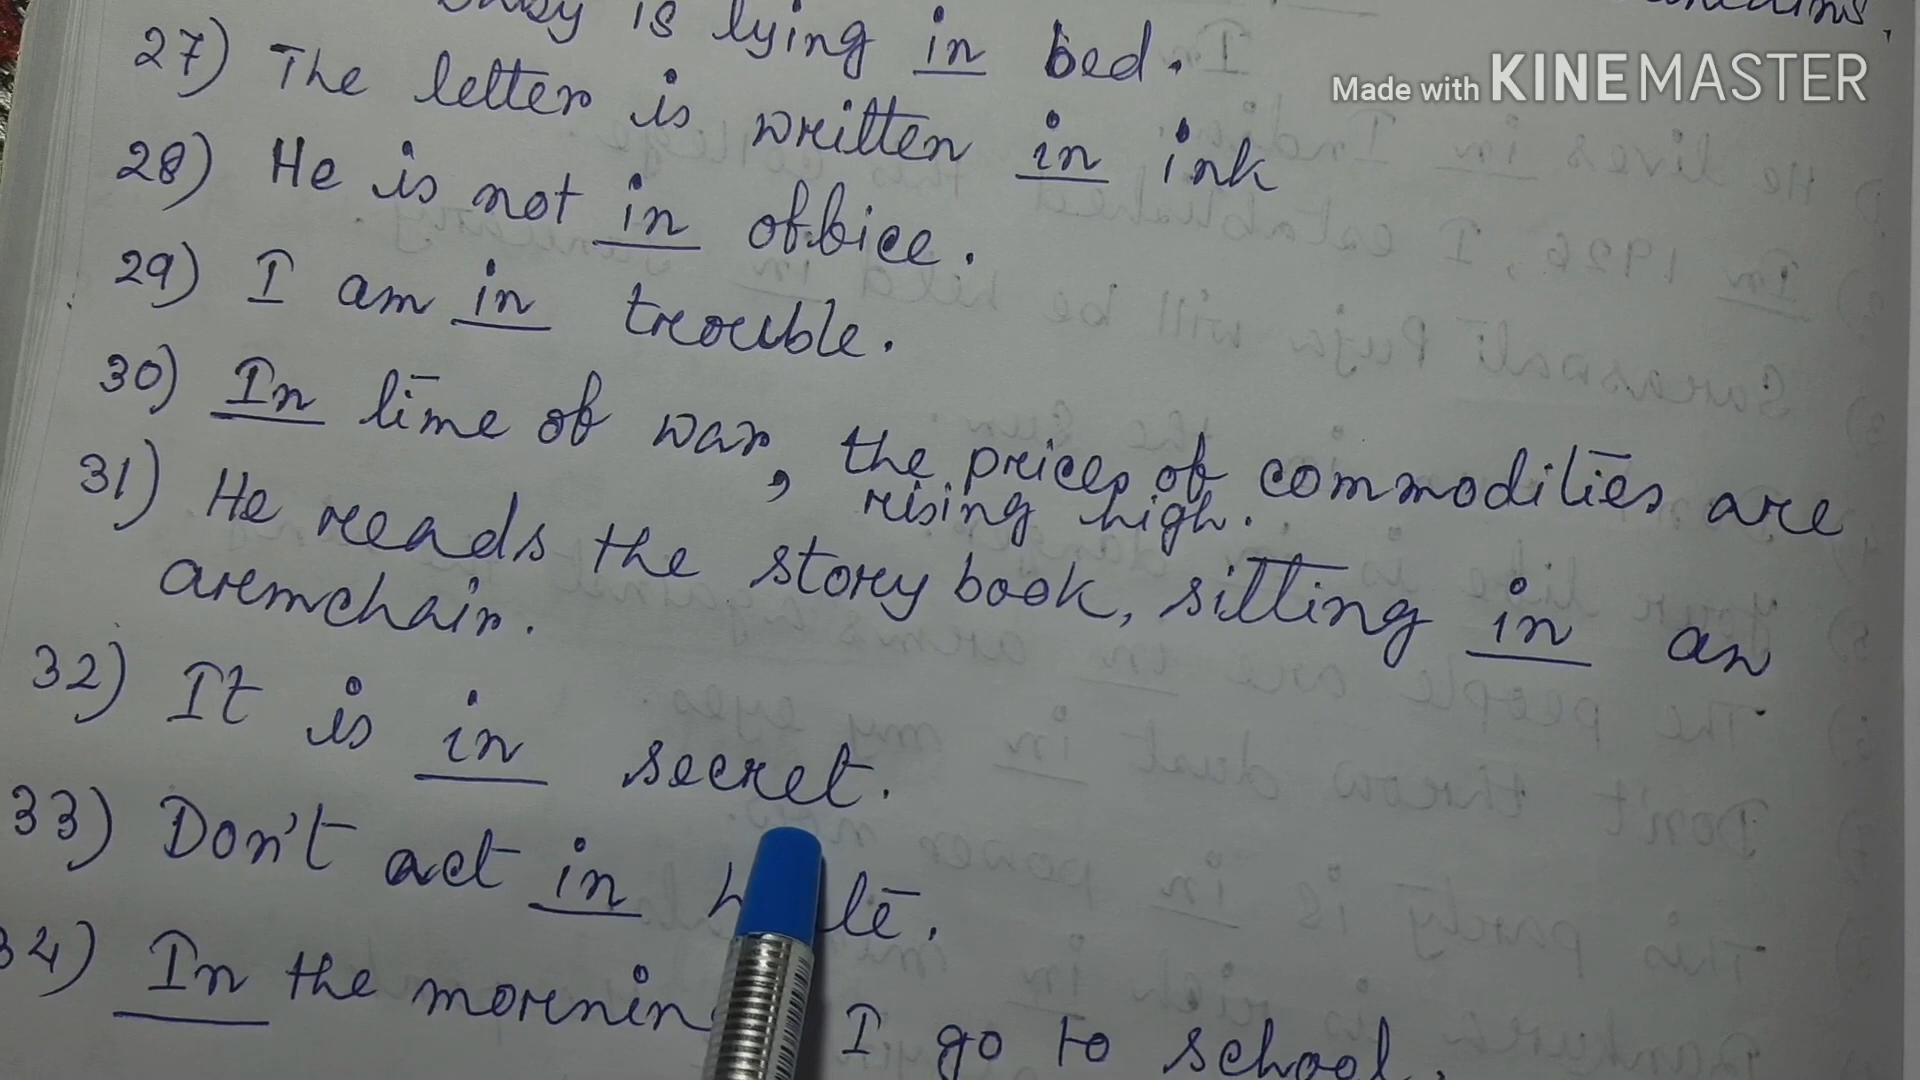 is lying in bed.
Made with KINEMASTER
27) The letter is written in ink
28) He is not in office.
29) I am in trouble.
30) In time of war, the prices of commodities are
rising high.
31) He reads the story book, sitting in an
armchair.
32) It is in secret.
33) Don't act in
34) In the mornin I go to school.